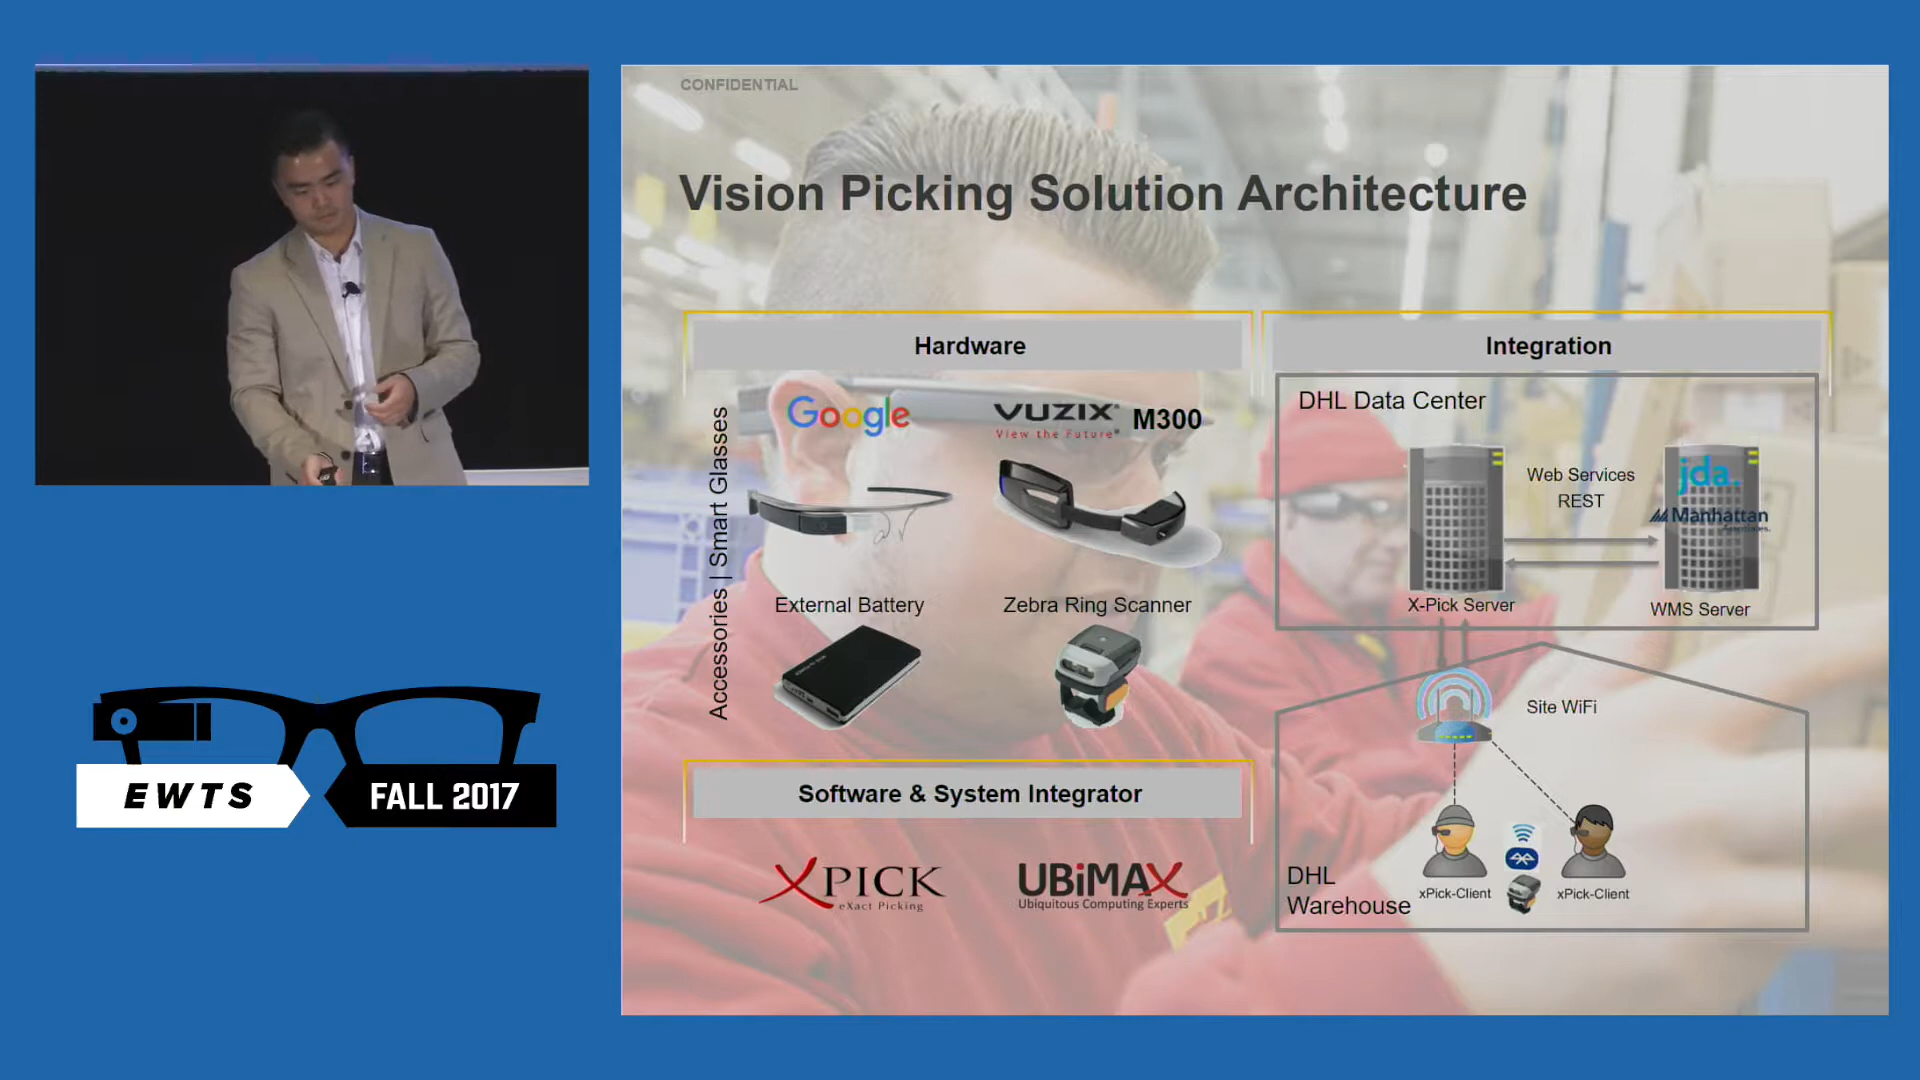 CONFIDENTIAL
Vision Picking Solution Architecture
Hardware
Integration
Accessories | Smart Glasses
Google
VUZIX
View the Future
M300
External Battery
Zebra Ring Scanner
DHL Data Center
Web Services
REST
jda.
Manhattan
X-Pick Server
WMS Server
Site WiFi
Software & System Integrator
XPICK
eXact Picking
UBiMAX
Ubiquitous Computing Experts
DHL
Warehouse
xPick-Client
xPick-Client
EWTS
FALL 2017